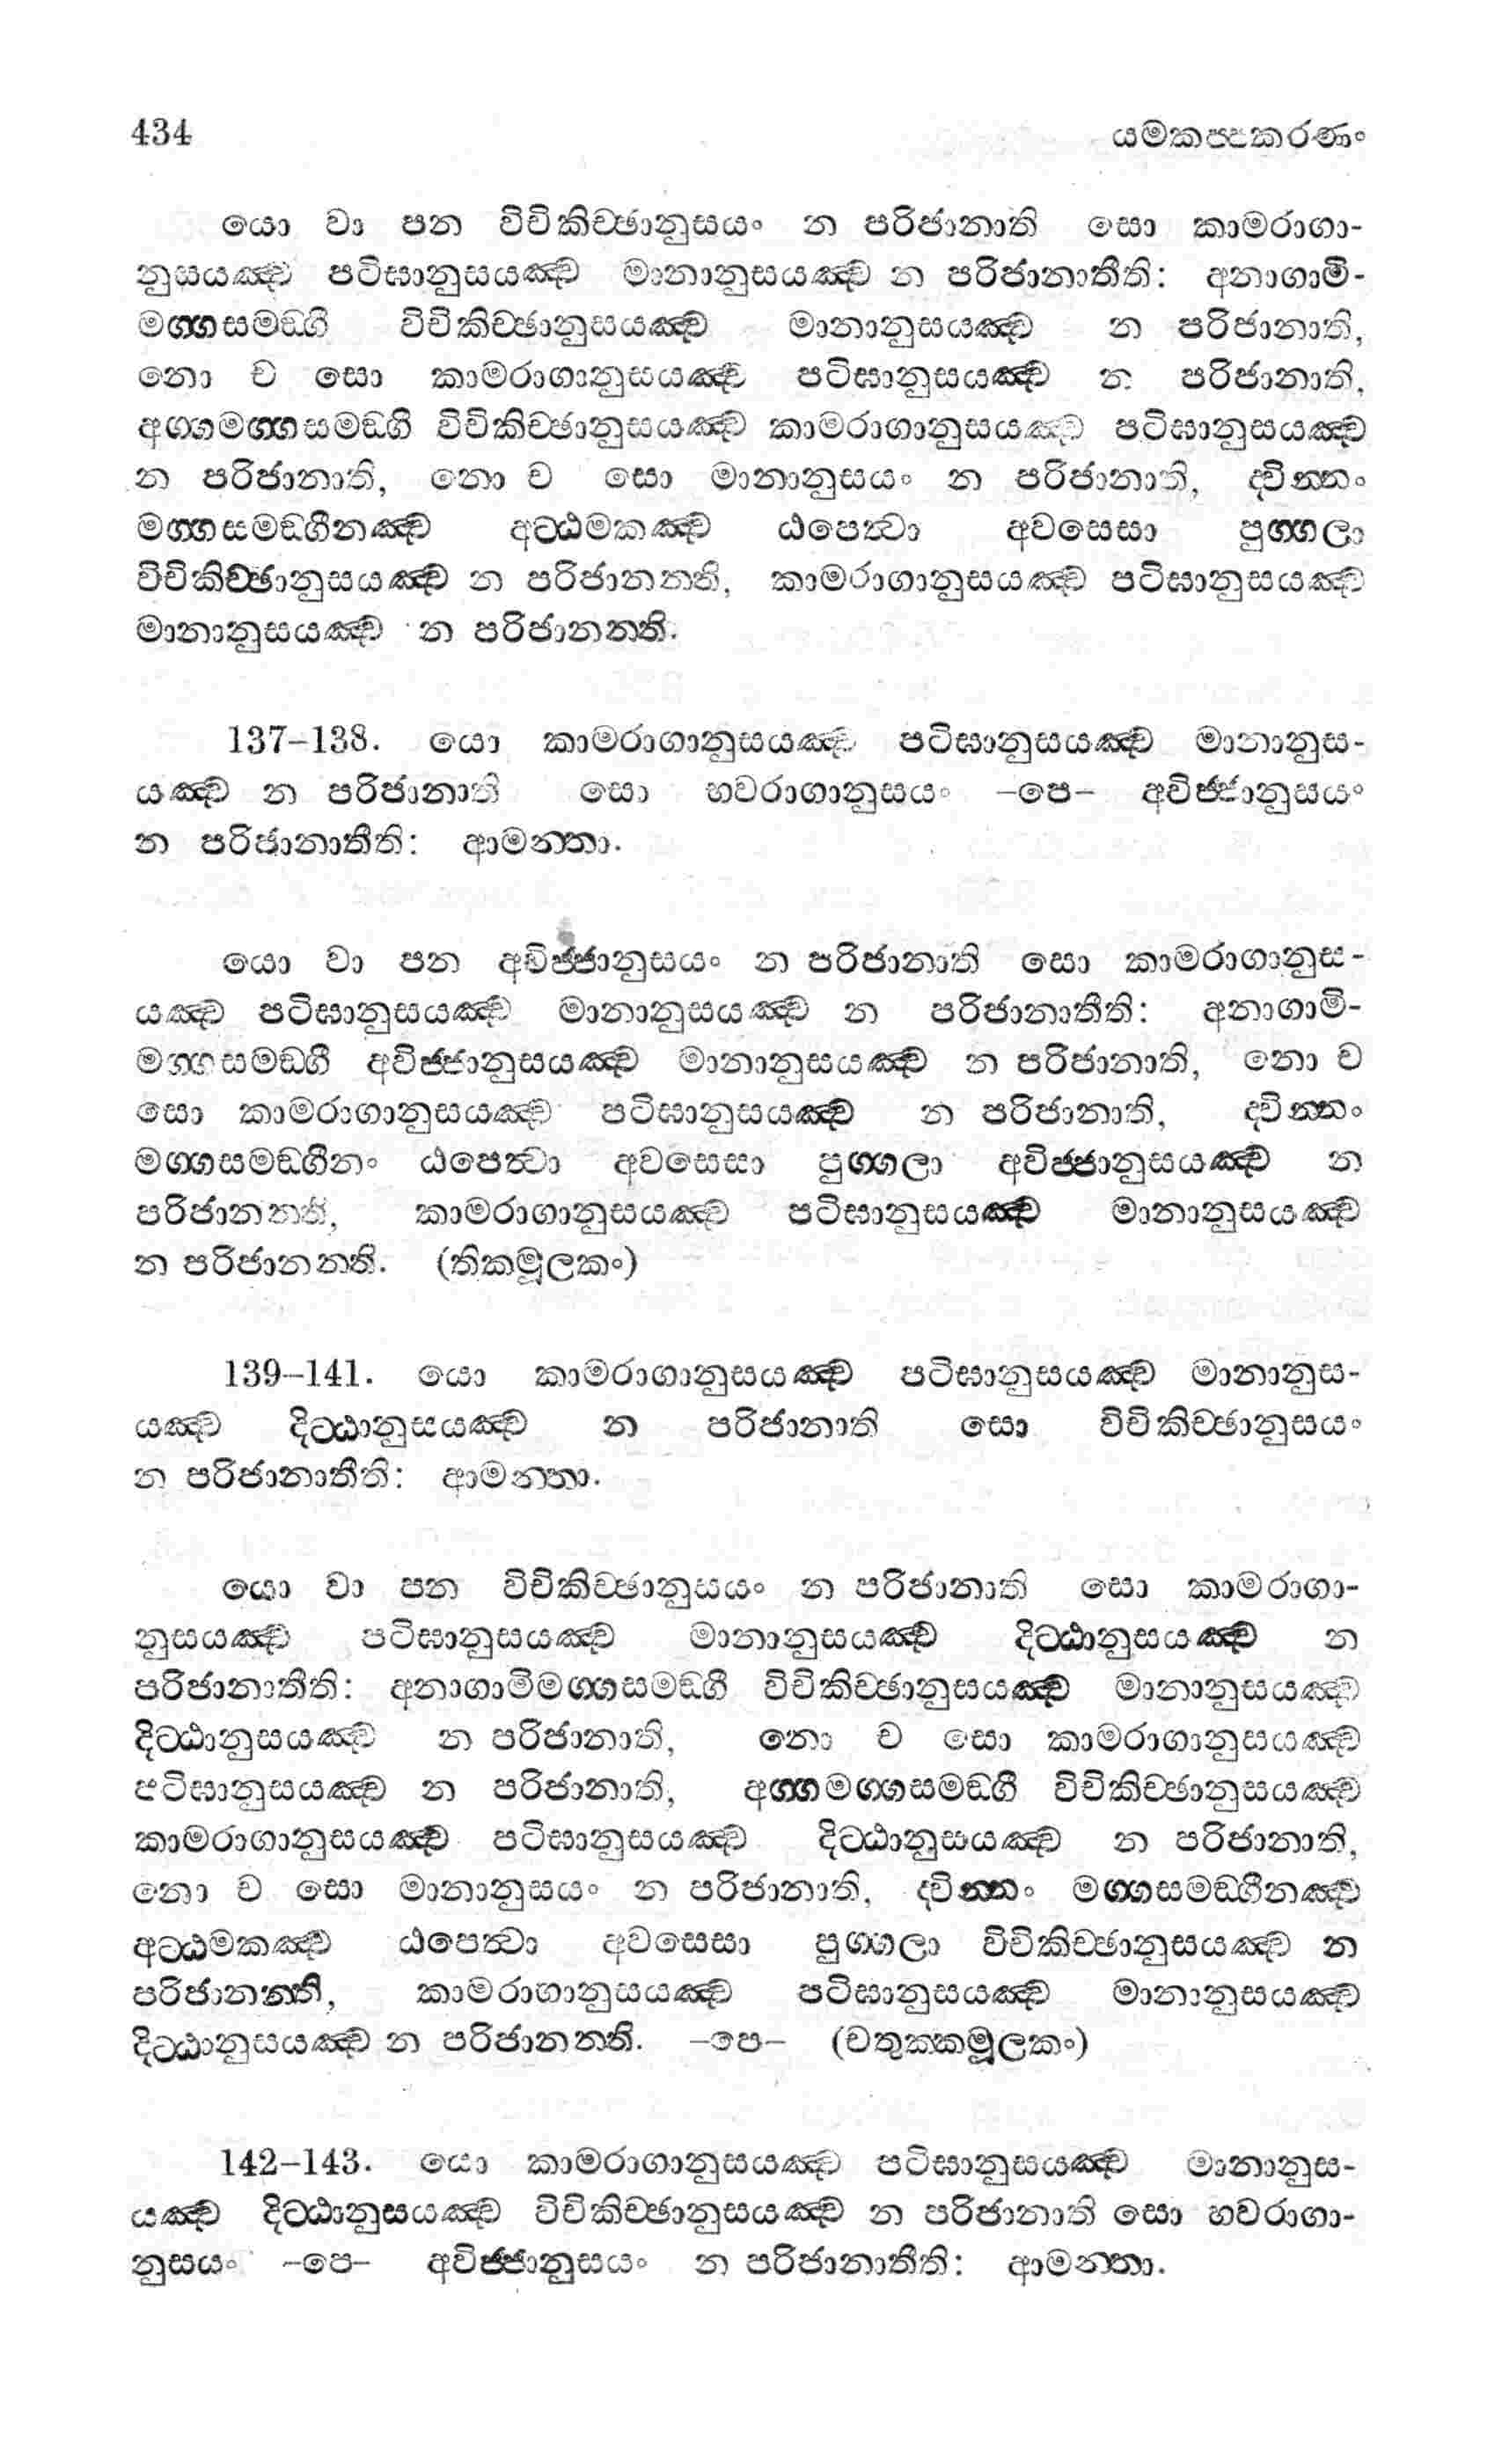 434 යමකප්පකරණං
යො වා පන විචිකිච්ඡානුසයං න පරිජානාති සො කාමරාගා-
නුසයඤ්ච පටිඝානුසයඤ්ච මානානුසයඤ්ච න පරිජානාතීති: අනාගාමි-
මග්ගසමඞ්ගී විචිකිච්ඡානුසයඤ්ච මානානුසයඤ්ච න පරිජානාති,
නො ච සො කාමරාගානුසයඤ්ච පටිඝානුසයඤ්ච න පරිජානාති,
අග්ගමග්ගසමඞ්ගී විචිකිච්ඡානුසයඤ්ච කාමරාගානුසයඤ්ච පටිඝානුසයඤ්ච
න පරිජානාති, නො ච සො මානානුසයං න පරිජානාති, ද්වින්නං
මග්ගසමඞ්ගීනඤ්ච අට්ඨමකඤ්ච ඨපෙත්වා අවසෙසා පුග්ගලා
විචිකිච්ඡානුසයඤ්ච න පරිජානන්ති, කාමරාගානුසයඤ්ච පටිඝානුසයඤ්ච
මානානුසයඤ්ච න පරිජානන්ති.
137–138. යො කාමරාගානුසයඤ්ච පටිඝානුසයඤ්ච මානානුස-
යඤ්ච න පරිජානාති සො භවරාගානුසයං –පෙ– අවිජ්ජානුසයං
න පරිජානාතීති: ආමන්තා.
යො වා පන අවිජ්ජානුසයං න පරිජානාති සො කාමරාගානුස-
යඤ්ච පටිඝානුසයඤ්ච මානානුසයඤ්ච න පරිජානාතීති: අනාගාමි-
මග්ගසමඞ්ගී අවිජ්ජානුසයඤ්ච මානානුසයඤ්ච න පරිජානාති, නො ච
සො කාමරාගානුසයඤ්ච පටිඝානුසයඤ්ච න පරිජානාති, ද්වින්නං
මග්ගසමඞ්ගීනං ඨපෙත්වා අවසෙසා පුග්ගලා අවිජ්ජානුසයඤ්ච න
පරිජානන්ති, කාමරාගානුසයඤ්ච පටිඝානුසයඤ්ච මානානුසයඤ්ච
න පරිජානන්ති. (තිකමූලකං)
139–141. යො කාමරාගානුසයඤ්ච පටිඝානුසයඤ්ච මානානුස-
යඤ්ච දිට්ඨානුසයඤ්ච න පරිජානාති සො විචිකිච්ඡානුසයං
න පරිජානාතීති: ආමන්තා.
යො වා පන විචිකිච්ඡානුසයං න පරිජානාති සො කාමරාගා-
නුසයඤ්ච පටිඝානුසයඤ්ච මානානුසයඤ්ච දිට්ඨානුසයඤ්ච න
පරිජානාතීති: අනාගාමිමග්ගසමඞ්ගී විචිකිච්ඡානුසයඤ්ච මානානුසයඤ්ච
දිට්ඨානුසයඤ්ච න පරිජානාති, නො ච සො කාමරාගානුසයඤ්ච
පටිඝානුසයඤ්ච න පරිජානාති, අග්ගමග්ගසමඞ්ගී විචිකිච්ඡානුසයඤ්ච
කාමරාගානුසයඤ්ච පටිඝානුසයඤ්ච දිට්ඨානුසයඤ්ච න පරිජානාති,
නො ච සො මානානුසයං න පරිජානාති, ද්වින්නං මග්ගසමඞ්ගීනඤ්ච
අට්ඨමකඤ්ච ඨපෙත්වා අවසෙසා පුග්ගලා විචිකිච්ඡානුසයඤ්ච න
පරිජානන්ති, කාමරාගානුසයඤ්ච පටිඝානුසයඤ්ච මානානුසයඤ්ච
දිට්ඨානුසයඤ්ච න පරිජානන්ති. –පෙ– (චතුක්කමූලකං)
142–143. යො කාමරාගානුසයඤ්ච පටිඝානුසයඤ්ච මානානුස-
යඤ්ච දිට්ඨානුසයඤ්ච විචිකිච්ඡානුසයඤ්ච න පරිජානාති සො භවරාගා-
නුසයං –පෙ– අවිජ්ජානුසයං න පරිජානාතීති: ආමන්තා.